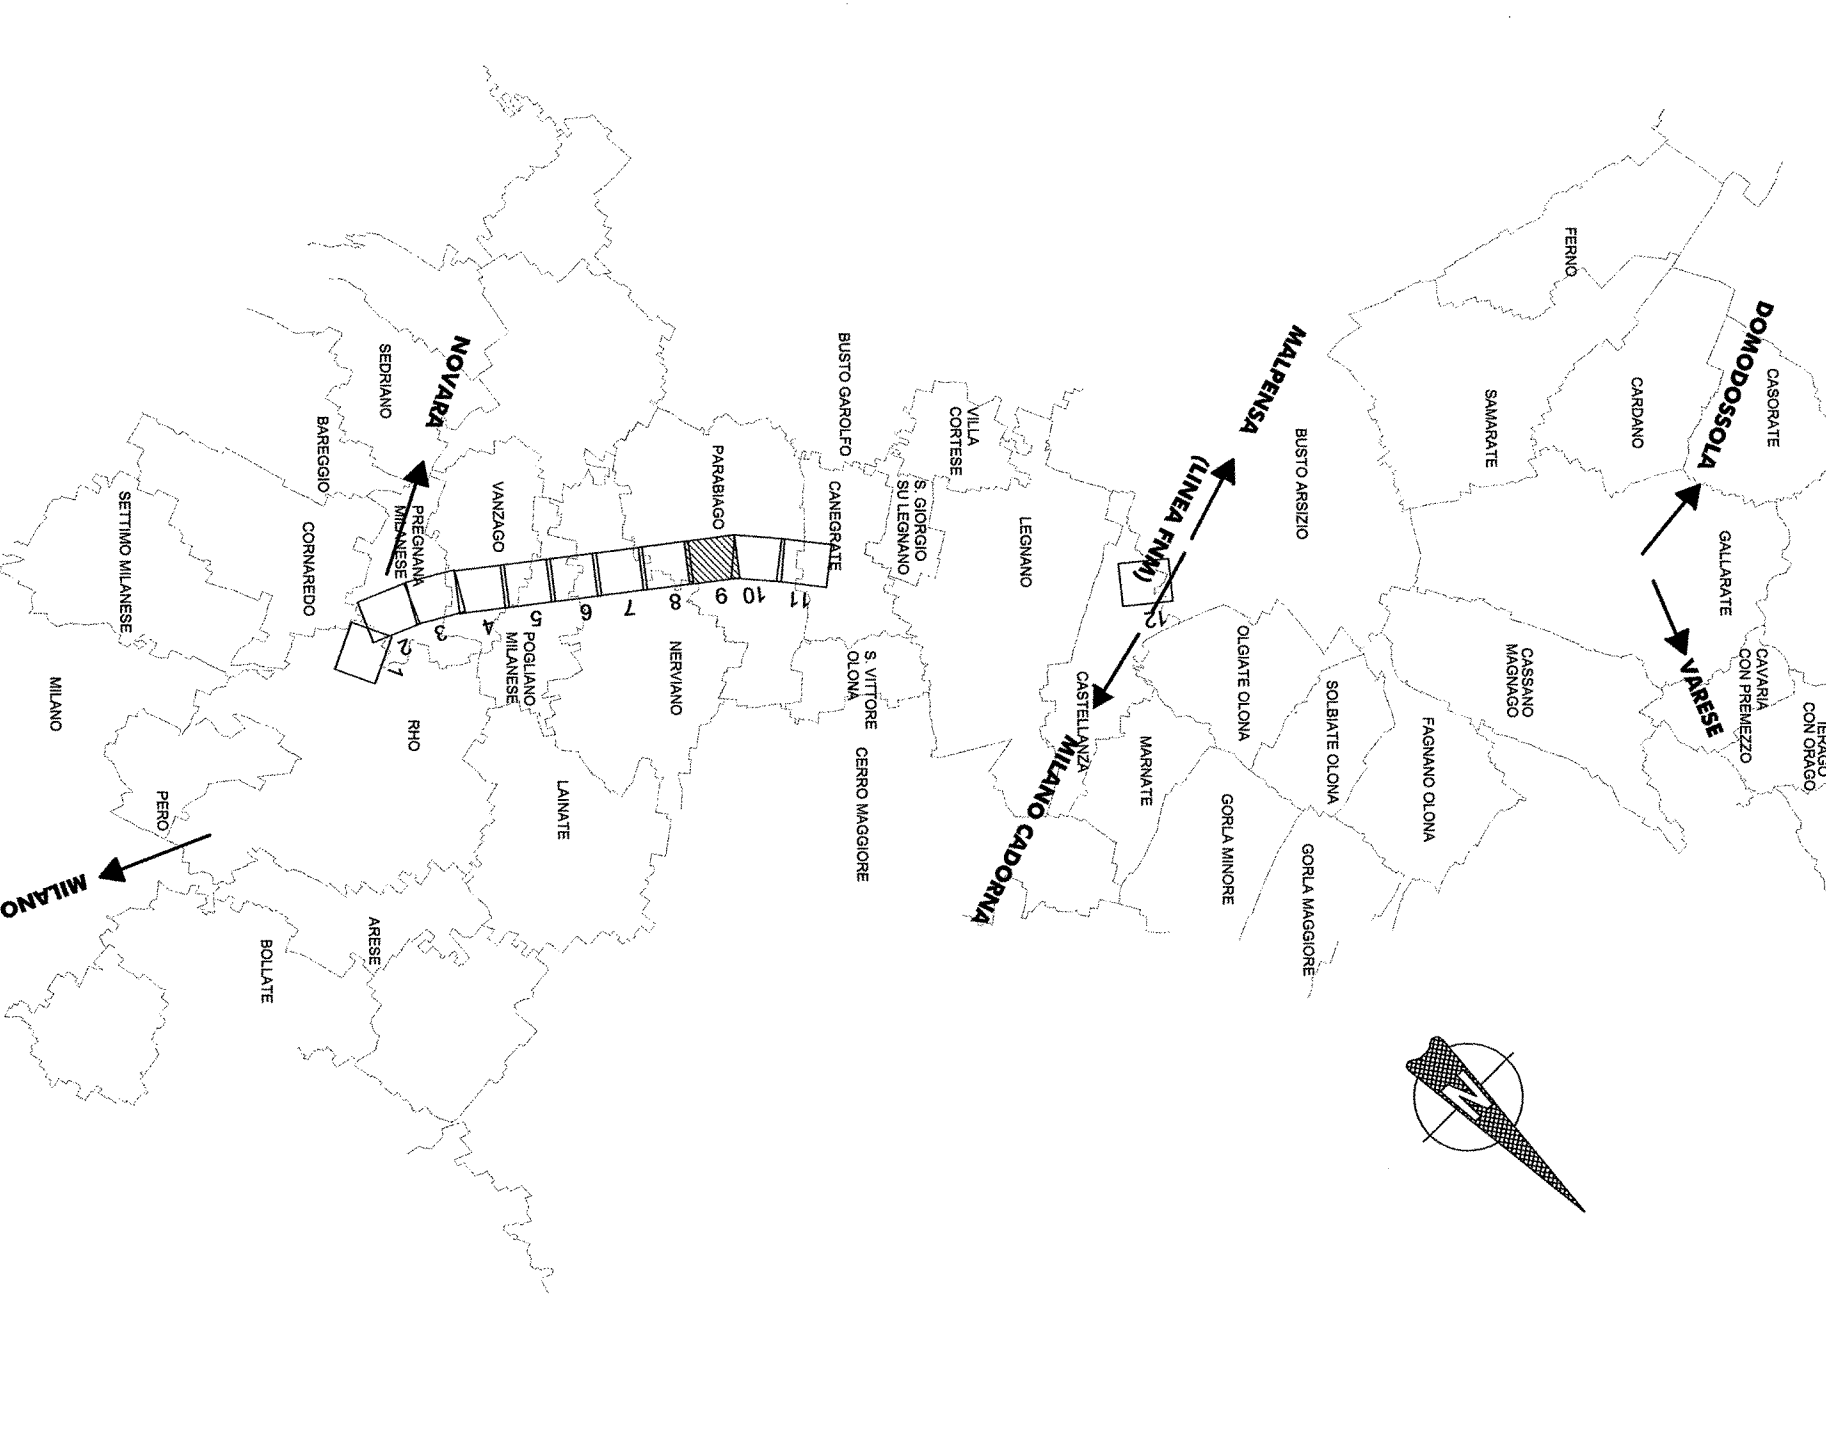 FERNO
DOMODOSSOLA
CASORATE
CARDANO
SAMARATE
MALPENSA
(LINEA FNM)
BUSTO ARSIZIO
GALLARATE
NOVARA
SEDRIANO
BAREGGIO
BUSTO GAROLFO
VILLA
CORTESE
PARABIAGO
CANEGRATE
S. GIORGIO
SU LEGNANO
LEGNANO
VANZAGO
PREGNANA
MILANESE
CORNAREDO
SETTIMO MILANESE
1
2
3
4
5
6
7
8
9
10
11
12
POGLIANO
MILANESE
NERVIANO
S. VITTORE
OLONA
CASTELLANZA
OLGIATE OLONA
SOLBIATE OLONA
CASSANO
MAGNAGO
VARESE
CAVARIA
CON PREMEZZO
CON ORAGO
MILANO
RHO
PERO
LAINATE
CERRO MAGGIORE
MILANO CADORNA
MARNATE
GORLA MINORE
FAGNANO OLONA
GORLA MAGGIORE
MILANO
ARESE
BOLLATE
N